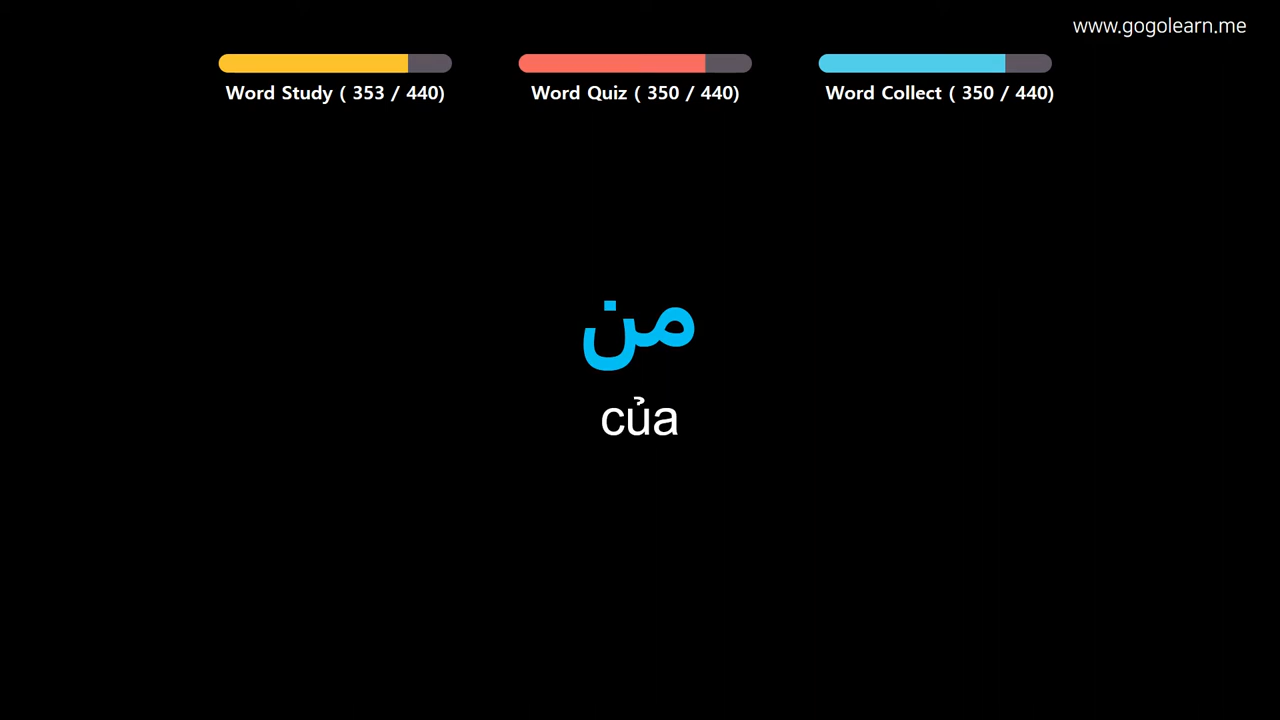 www.gogolearn.me
Word Study ( 353 / 440)
Word Quiz ( 350 / 440)
Word Collect ( 350 / 440)
من
của